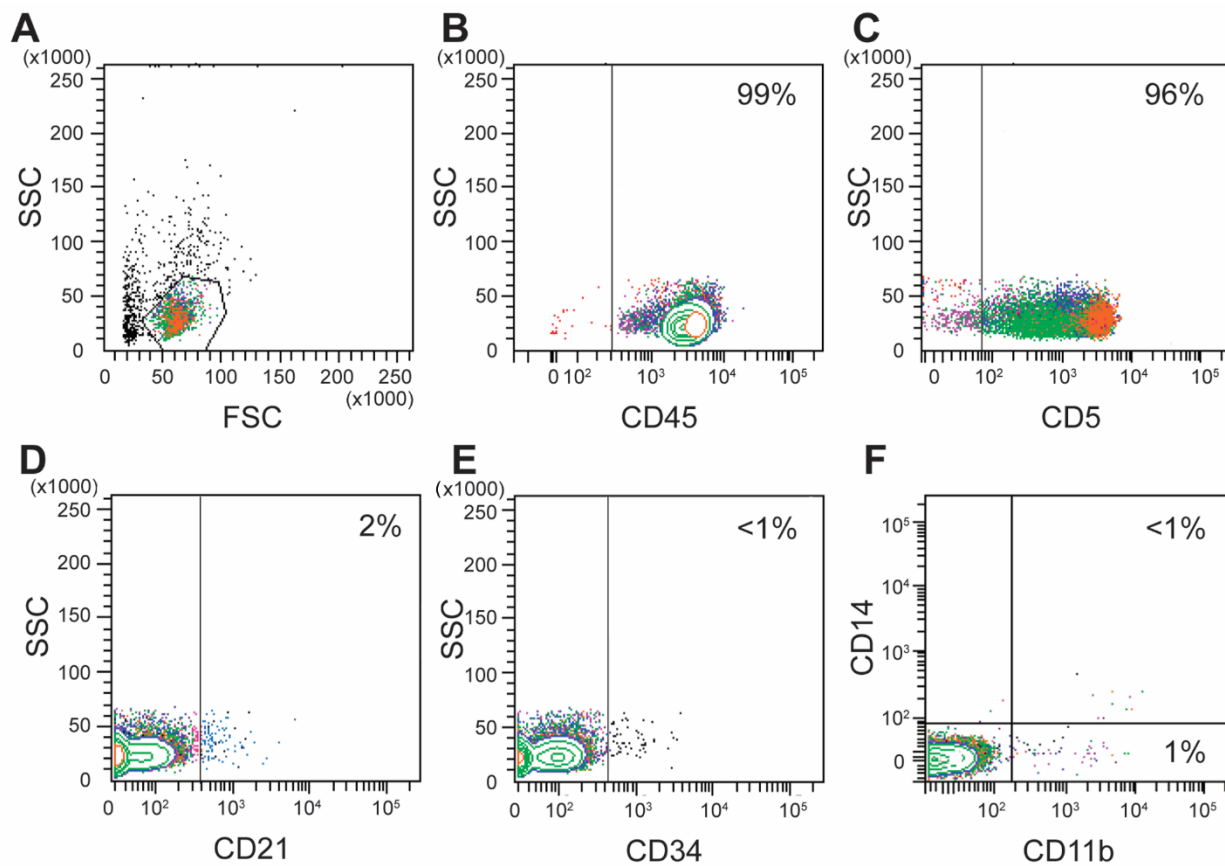 A
(x1000)
250
200
150
100
50
0
SSC
0 50 100 150 200 250
(x1000)
FSC
B
(x1000)
99%
250
200
150
100
50
0
SSC
0 10² 10³ 10⁴ 10⁵
CD45
C
(x1000)
96%
250
200
150
100
50
0
SSC
0 10² 10³ 10⁴ 10⁵
CD5
D
(x1000)
2%
250
200
150
100
50
0
SSC
0 10² 10³ 10⁴ 10⁵
CD21
E
(x1000)
<1%
250
200
150
100
50
0
SSC
0 10² 10³ 10⁴ 10⁵
CD34
F
<1%
10⁵
10⁴
10³
10²
0
1%
CD14
0 10² 10³ 10⁴ 10⁵
CD11b